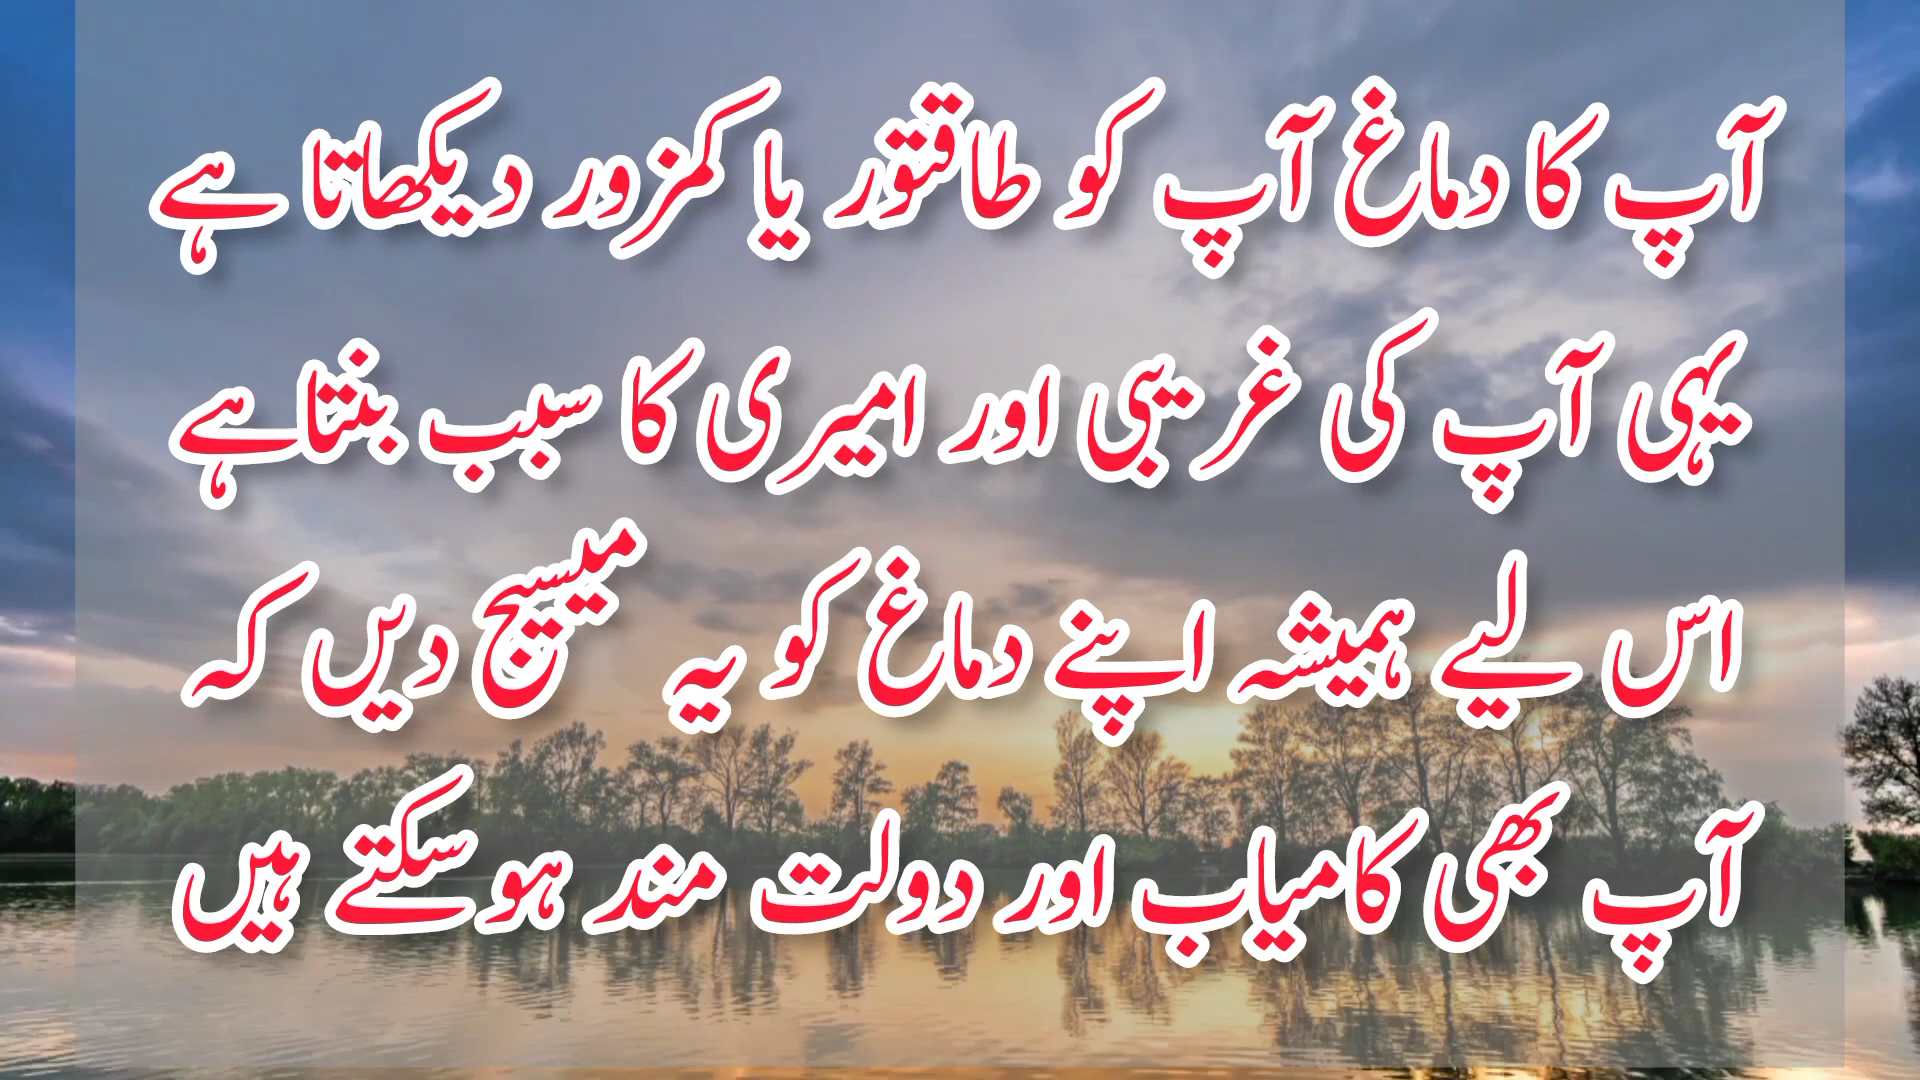 آپ کا دماغ آپ کو طاقتور یا کمزور دیکھاتا ہے
یہی آپ کی غریبی اور امیری کا سبب بنتا ہے
اس لیے ہمیشہ اپنے دماغ کو یہ میسیج دیں کہ
آپ بھی کامیاب اور دولت مند ہو سکتے ہیں